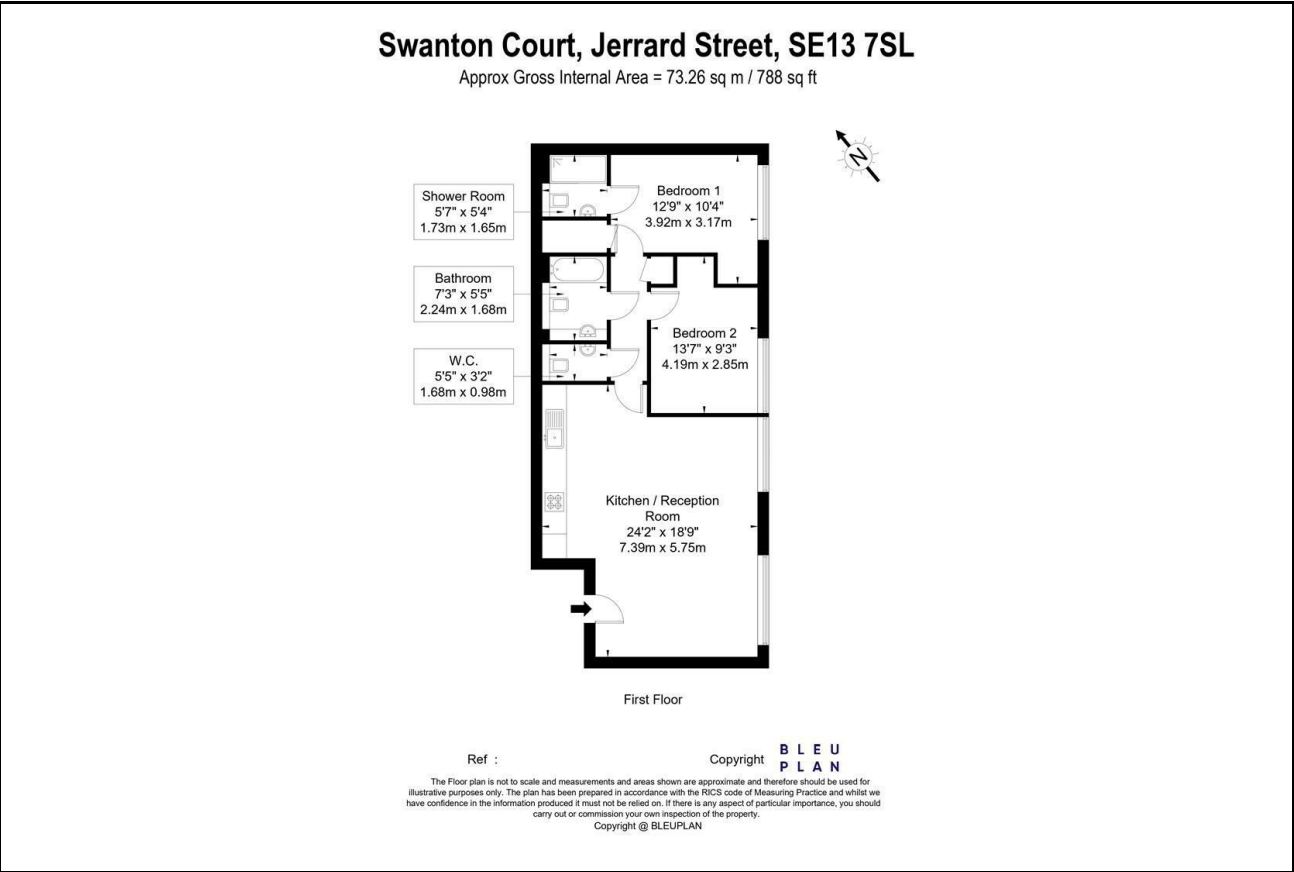 Swanton Court, Jerrard Street, SE13 7SL
Approx Gross Internal Area = 73.26 sq m / 788 sq ft
N
Shower Room
5'7" x 5'4"
1.73m x 1.65m
Bedroom 1
12'9" x 10'4"
3.92m x 3.17m
Bathroom
7'3" x 5'5"
2.24m x 1.68m
Bedroom 2
13'7" x 9'3"
4.19m x 2.85m
W.C.
5'5" x 3'2"
1.68m x 0.98m
Kitchen / Reception
Room
24'2" x 18'9"
7.39m x 5.75m
First Floor
Ref :
Copyright
BLEU
PLAN
The Floor plan is not to scale and measurements and areas shown are approximate and therefore should be used for
illustrative purposes only. The plan has been prepared in accordance with the RICS code of Measuring Practice and whilst we
have confidence in the information produced it must not be relied on. If there is any aspect of particular importance, you should
carry out or commission your own inspection of the property.
Copyright @ BLEUPLAN